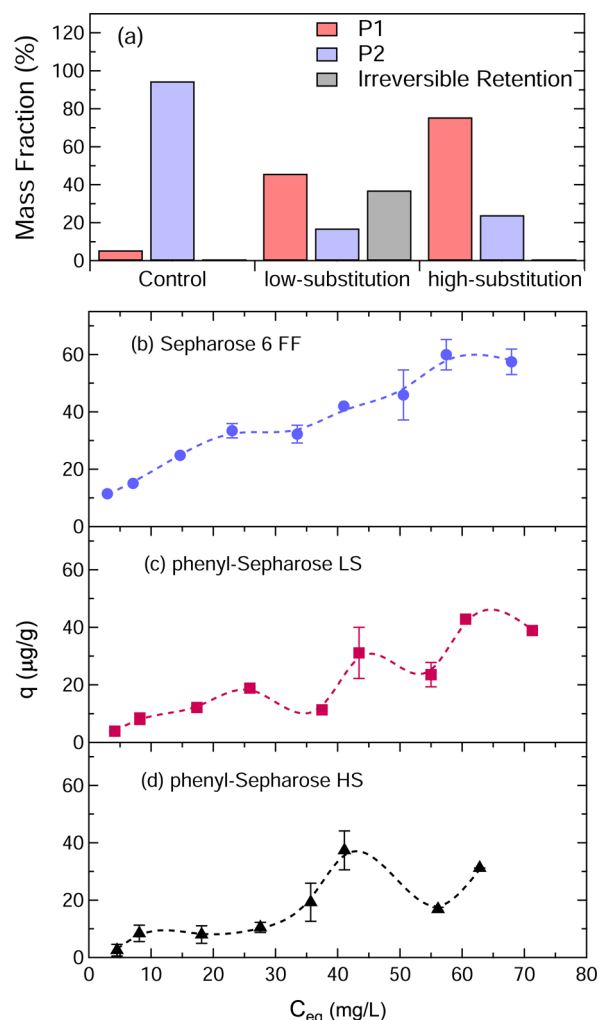 (a)
P1
P2
Irreversible Retention
Mass Fraction (%)
120
100
80
60
40
20
0
Control
low-substitution
high-substitution
(b) Sepharose 6 FF
60
40
20
0
(c) phenyl-Sepharose LS
60
40
20
0
q (µg/g)
(d) phenyl-Sepharose HS
60
40
20
0
0 10 20 30 40 50 60 70 80
Ceq (mg/L)